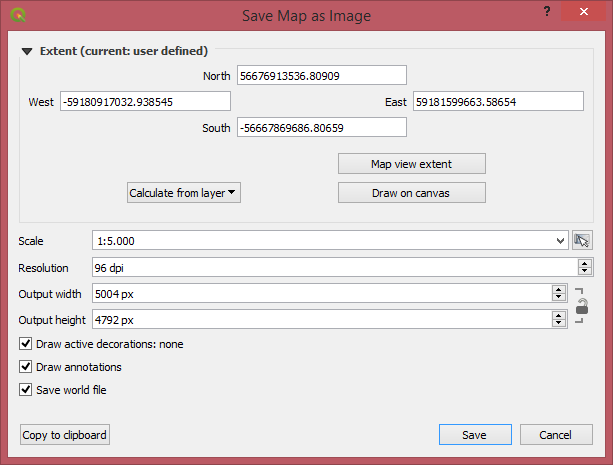 Save Map as Image
?
Extent (current: user defined)
North 56676913536.80909
West -59180917032.938545 East 59181599663.58654
South -56667869686.80659
Map view extent
Calculate from layer Draw on canvas
Scale 1:5.000
Resolution 96 dpi
Output width 5004 px
Output height 4792 px
Draw active decorations: none
Draw annotations
Save world file
Copy to clipboard Save Cancel